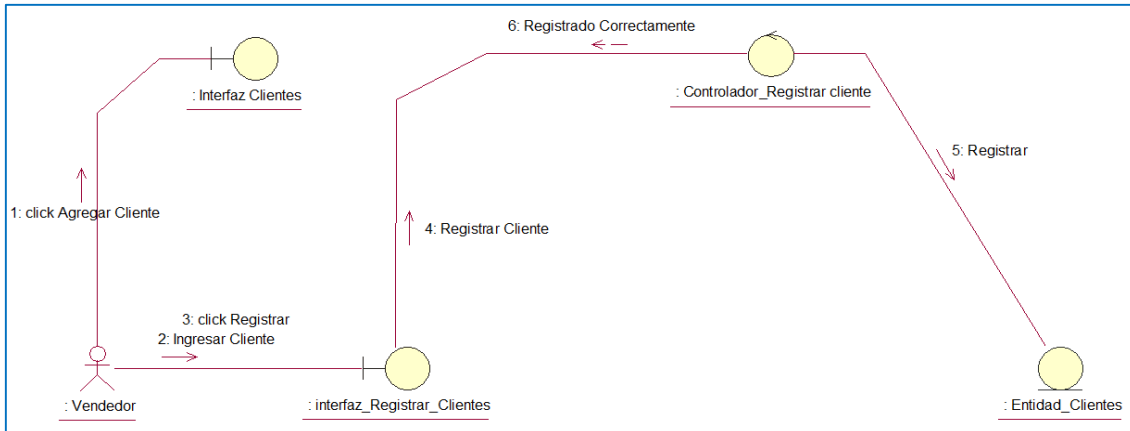 6: Registrado Correctamente
: Interfaz Clientes
: Controlador_Registrar cliente
5: Registrar
1: click Agregar Cliente
4: Registrar Cliente
3: click Registrar
2: Ingresar Cliente
: Vendedor
: interfaz_Registrar_Clientes
: Entidad_Clientes